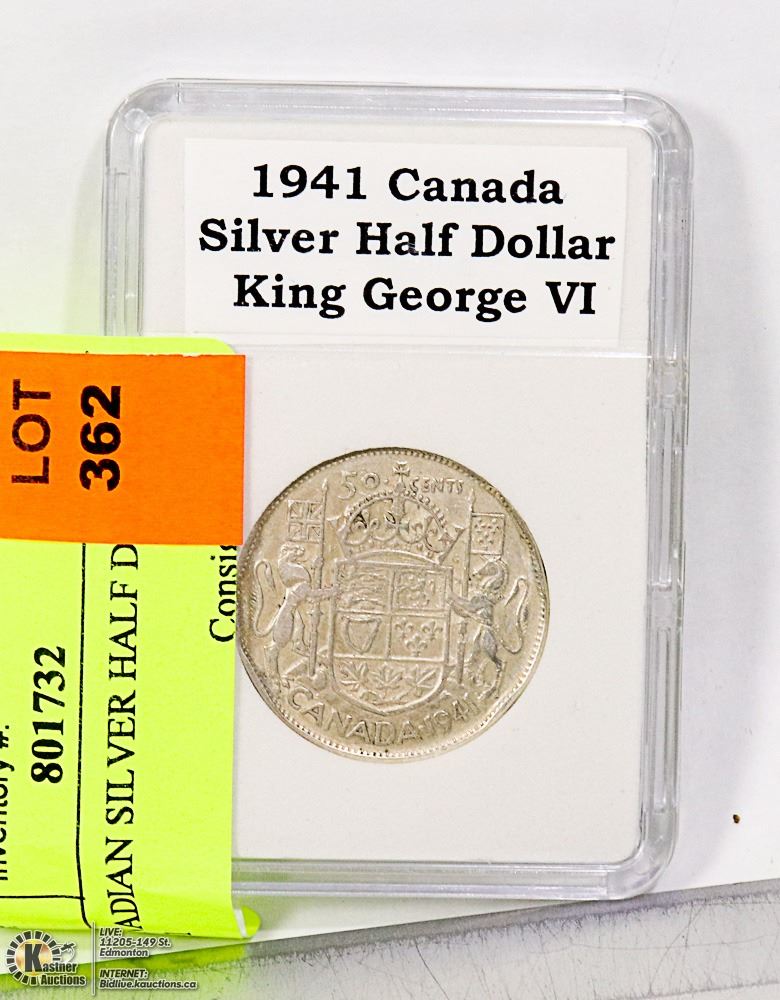 1941 Canada
Silver Half Dollar
King George VI
LOT
362
Inventory #:
801732
ADIAN SILVER HALF D
Consi
50 CENTS
CANADA 1941
Kastner
Auctions
LIVE:
11205-149 St.
Edmonton
INTERNET:
Bidlive.kauctions.ca